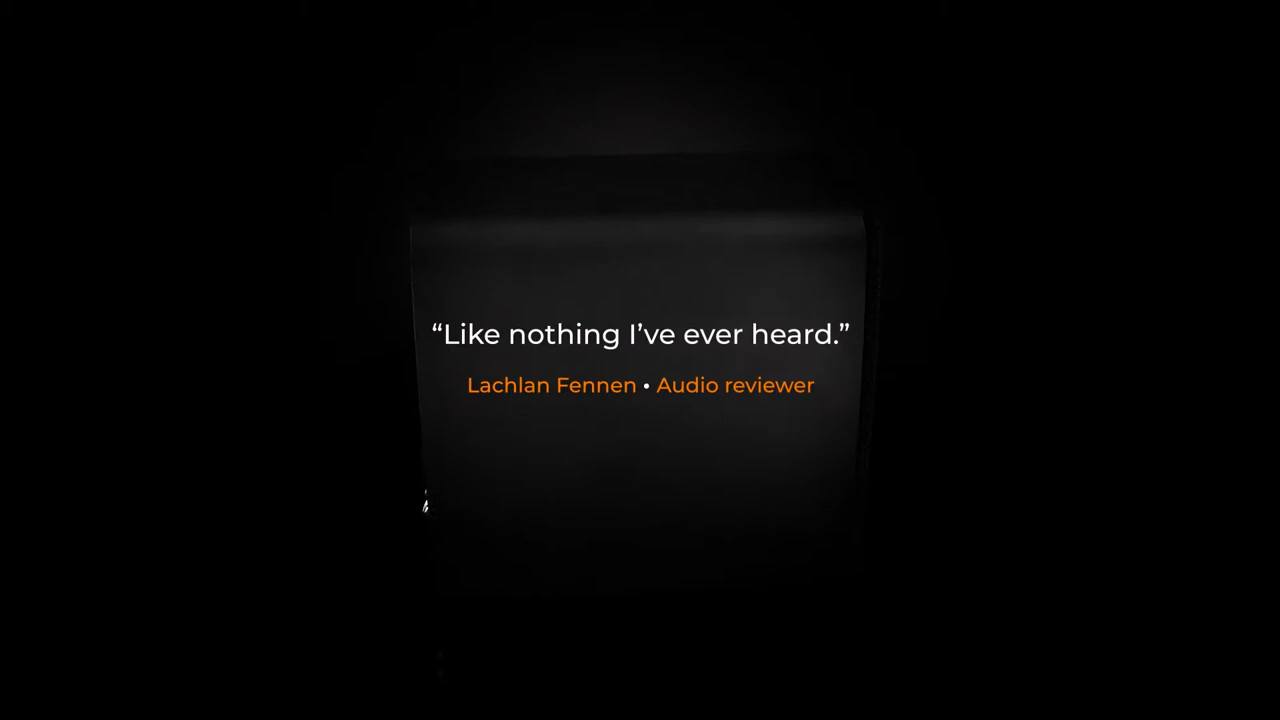 “Like nothing I’ve ever heard.”
Lachlan Fennen • Audio reviewer